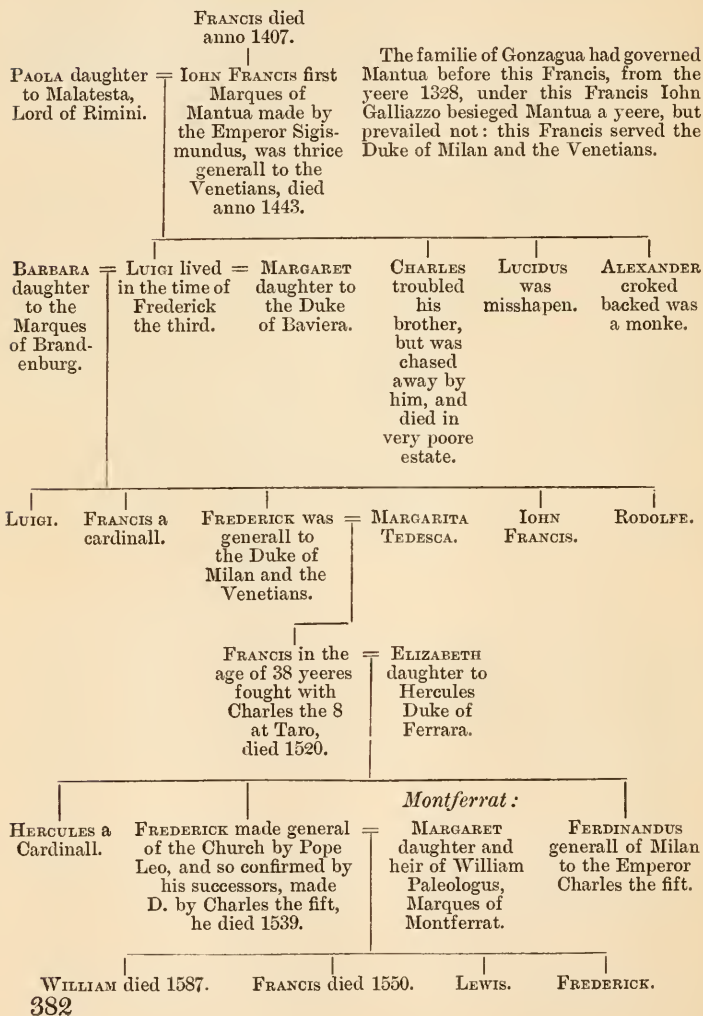 FRANCIS died
anno 1407.
PAOLA daughter
to Malatesta,
Lord of Rimini.
=
IOHN FRANCIS first
Marques of
Mantua made by
the Emperor Sigis-
mundus, was thrice
generall to the
Venetians, died
anno 1443.
The familie of Gonzagua had governed
Mantua before this Francis, from the
yeere 1328, under this Francis Iohn
Galliazzo besieged Mantua a yeere, but
prevailed not: this Francis served the
Duke of Milan and the Venetians.
BARBARA
daughter
to the
Marques
of Brand-
enburg.
=
LUIGI lived
in the time of
Frederick
the third.
=
MARGARET
daughter to
the Duke
of Baviera.
CHARLES
troubled
his
brother,
but was
chased
away by
him, and
died in
very poore
estate.
LUCIDUS
was
misshapen.
ALEXANDER
croked
backed was
a monke.
LUIGI.
FRANCIS a
cardinall.
FREDERICK was
generall to
the Duke of
Milan and the
Venetians.
=
MARGARITA
TEDESCA.
IOHN
FRANCIS.
RODOLFE.
FRANCIS in the
age of 38 yeeres
fought with
Charles the 8
at Taro,
died 1520.
=
ELIZABETH
daughter to
Hercules
Duke of
Ferrara.
HERCULES a
Cardinall.
FREDERICK made general
of the Church by Pope
Leo, and so confirmed by
his successors, made
D. by Charles the fift,
he died 1539.
=
Montferrat:
MARGARET
daughter and
heir of William
Paleologus,
Marques of
Montferrat.
FERDINANDUS
generall of Milan
to the Emperor
Charles the fift.
WILLIAM died 1587.
FRANCIS died 1550.
LEWIS.
FREDERICK.
382